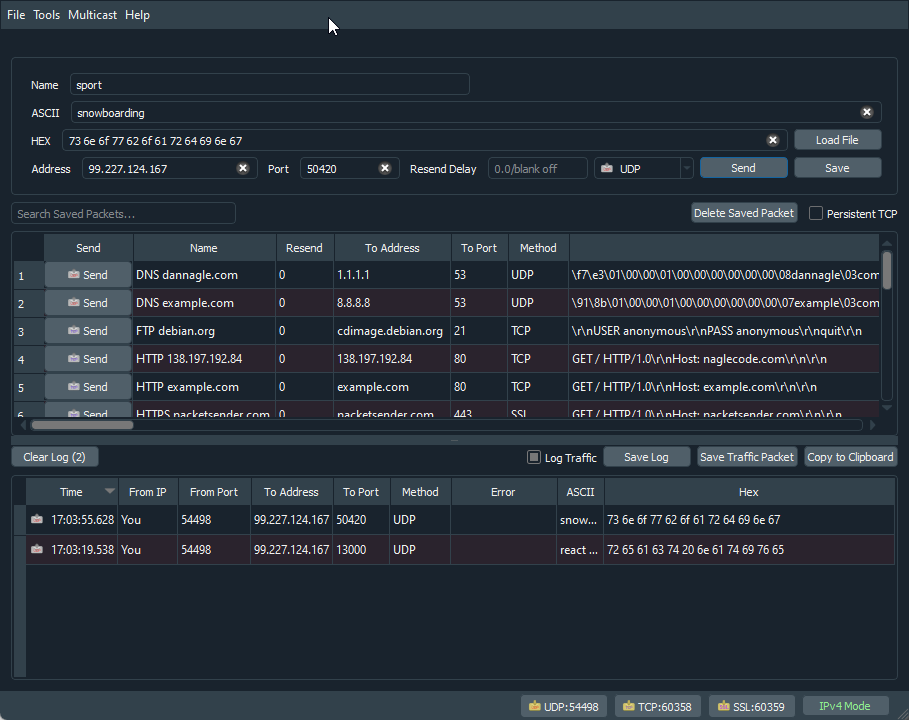 File Tools Multicast Help
Name sport
ASCII snowboarding
HEX 73 6e 6f 77 62 6f 61 72 64 69 6e 67 Load File
Address 99.227.124.167 Port 50420 Resend Delay 0.0/blank off UDP Send Save
Search Saved Packets... Delete Saved Packet Persistent TCP
Send Name Resend To Address To Port Method
1 Send DNS dannagle.com 0 1.1.1.1 53 UDP \f7\e3\01\00\00\01\00\00\00\00\00\00\08dannagle\03com
2 Send DNS example.com 0 8.8.8.8 53 UDP \91\8b\01\00\00\01\00\00\00\00\00\00\07example\03com
3 Send FTP debian.org 0 cdimage.debian.org 21 TCP \r\nUSER anonymous\r\nPASS anonymous\r\nquit\r\n
4 Send HTTP 138.197.192.84 0 138.197.192.84 80 TCP GET / HTTP/1.0\r\nHost: naglecode.com\r\n\r\n
5 Send HTTP example.com 0 example.com 80 TCP GET / HTTP/1.0\r\nHost: example.com\r\n\r\n
6 Send HTTPS packetsender.com 0 packetsender.com 443 SSL GET / HTTP/1.0\r\nHost: packetsender.com\r\n\r\n
Clear Log (2) Log Traffic Save Log Save Traffic Packet Copy to Clipboard
Time From IP From Port To Address To Port Method Error ASCII Hex
17:03:55.628 You 54498 99.227.124.167 50420 UDP snow... 73 6e 6f 77 62 6f 61 72 64 69 6e 67
17:03:19.538 You 54498 99.227.124.167 13000 UDP react ... 72 65 61 63 74 20 6e 61 74 69 76 65
UDP:54498 TCP:60358 SSL:60359 IPv4 Mode